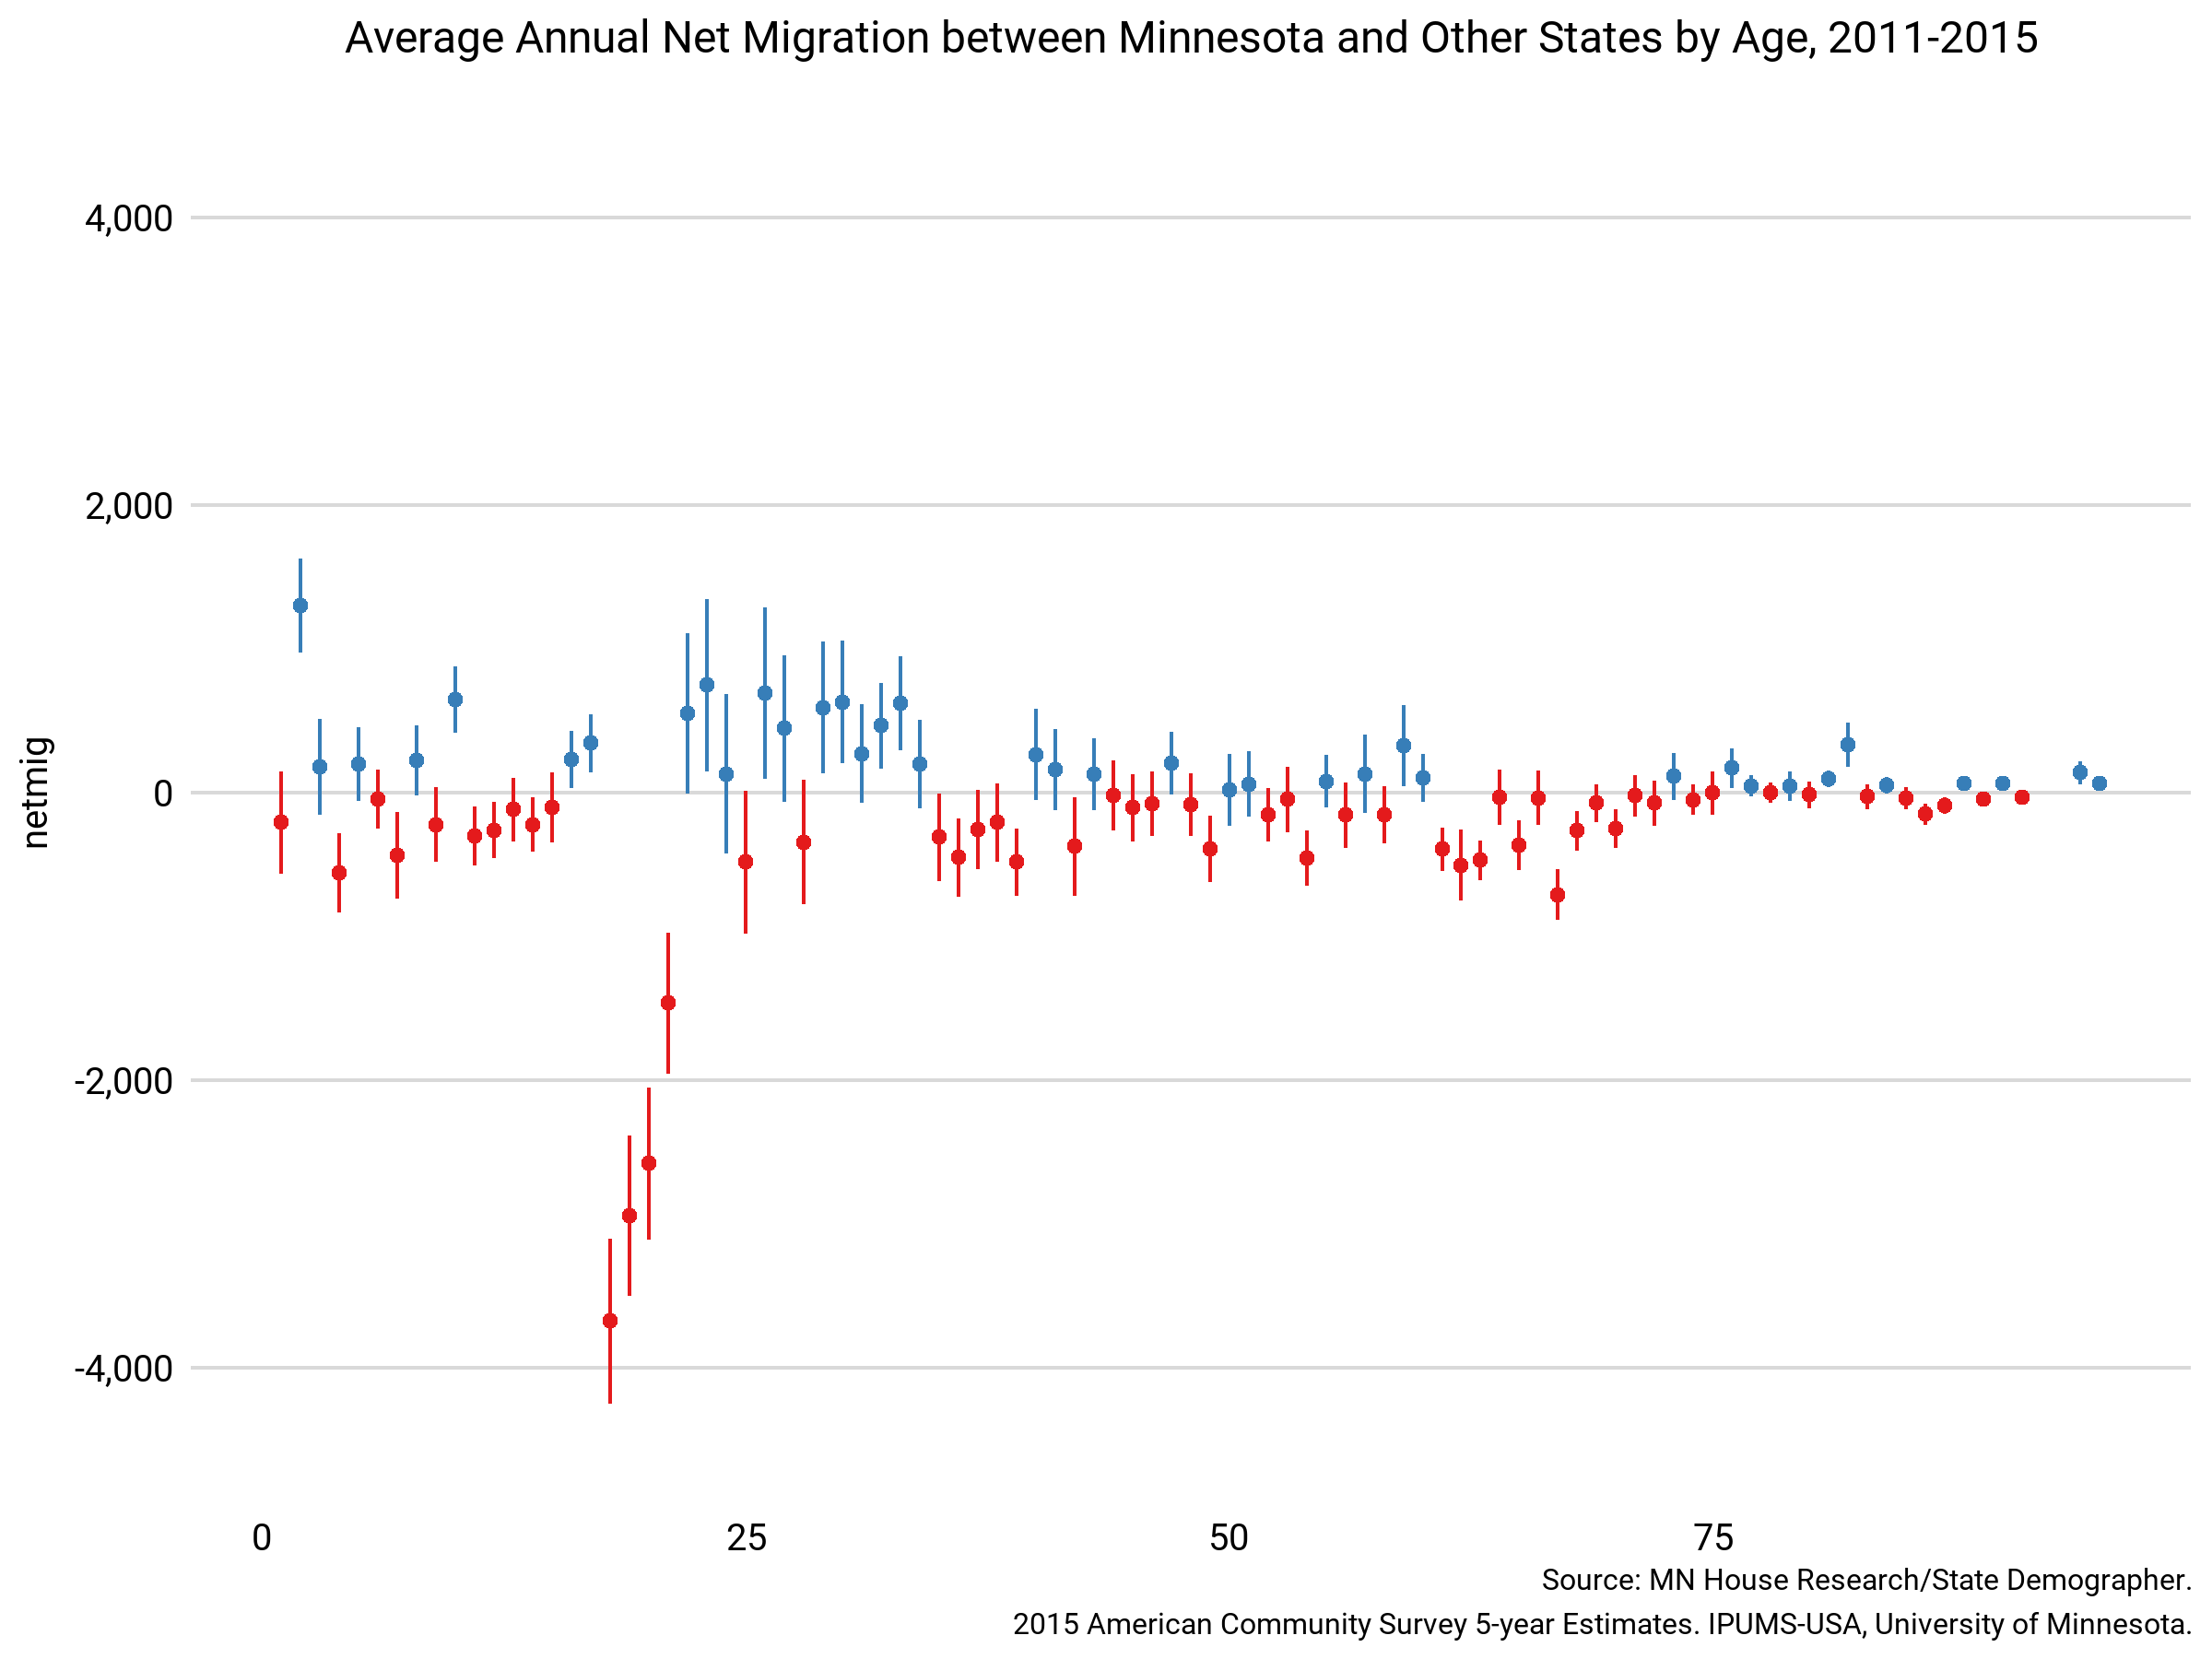 Average Annual Net Migration between Minnesota and Other States by Age, 2011-2015
4,000
2,000
0
-2,000
-4,000
netmig
0 25 50 75
Source: MN House Research/State Demographer.
2015 American Community Survey 5-year Estimates. IPUMS-USA, University of Minnesota.